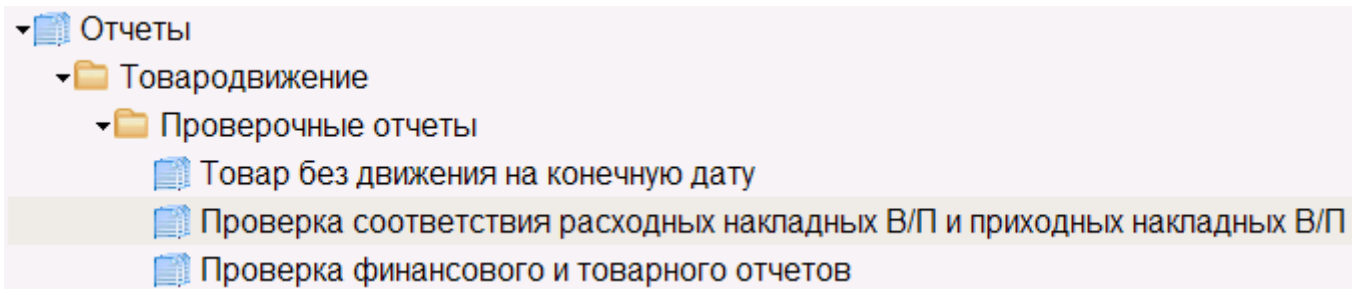 Отчеты
Товародвижение
Проверочные отчеты
Товар без движения на конечную дату
Проверка соответствия расходных накладных В/П и приходных накладных В/П
Проверка финансового и товарного отчетов